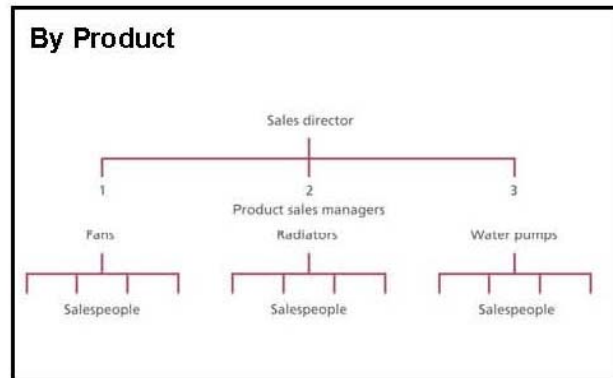 By Product
Sales director
1 2 3
Product sales managers
Fans Radiators Water pumps
Salespeople Salespeople Salespeople